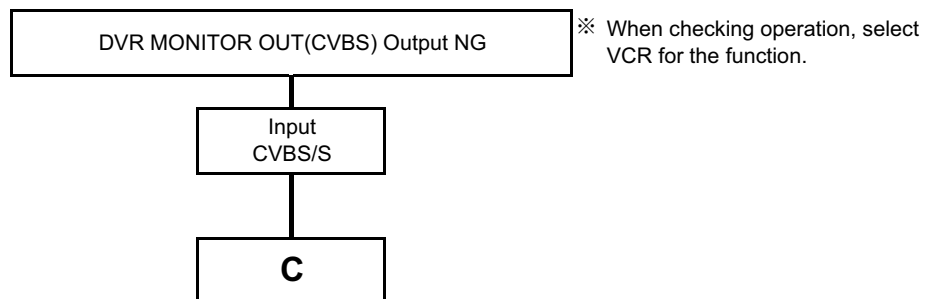 DVR MONITOR OUT(CVBS) Output NG
※ When checking operation, select
VCR for the function.
Input
CVBS/S
C